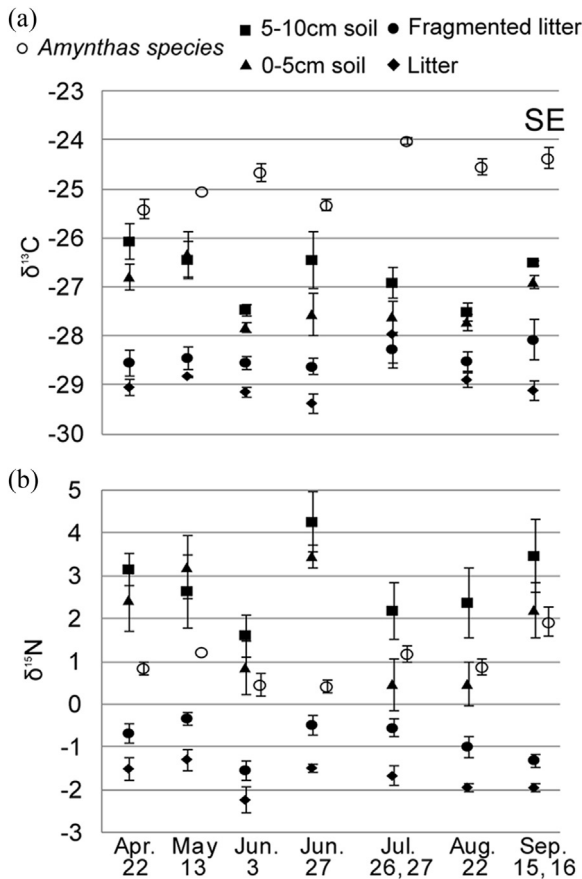 (a)
■ 5-10cm soil ● Fragmented litter
○ Amynthas species ▲ 0-5cm soil ◆ Litter
-23
SE
-24
-25
-26
-27
-28
-29
-30
δ¹³C
(b)
5
4
3
2
1
0
-1
-2
-3
δ¹⁵N
Apr. May Jun. Jun. Jul. Aug. Sep.
22 13 3 27 26, 27 22 15, 16